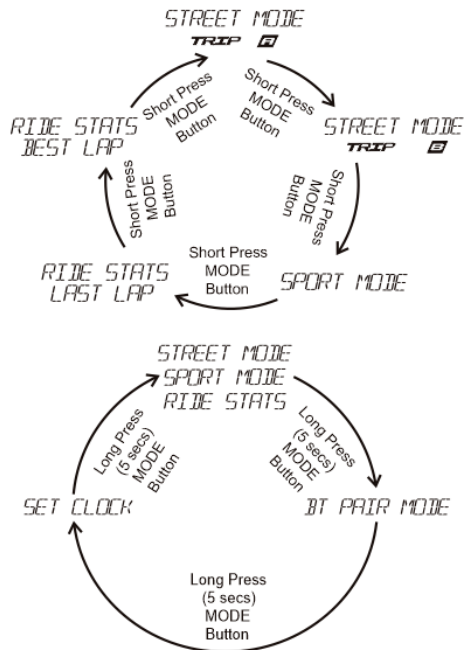 STREET MODE
TRIP A
Short Press
MODE
Button
Short Press
MODE
Button
RIDE STATS
BEST LAP
STREET MODE
TRIP B
Short Press
MODE
Button
Short Press
MODE
Button
Short Press
MODE
Button
RIDE STATS
LAST LAP
SPORT MODE
STREET MODE
SPORT MODE
RIDE STATS
Long Press
(5 secs)
MODE
Button
Long Press
(5 secs)
MODE
Button
SET CLOCK
BT PAIR MODE
Long Press
(5 secs)
MODE
Button